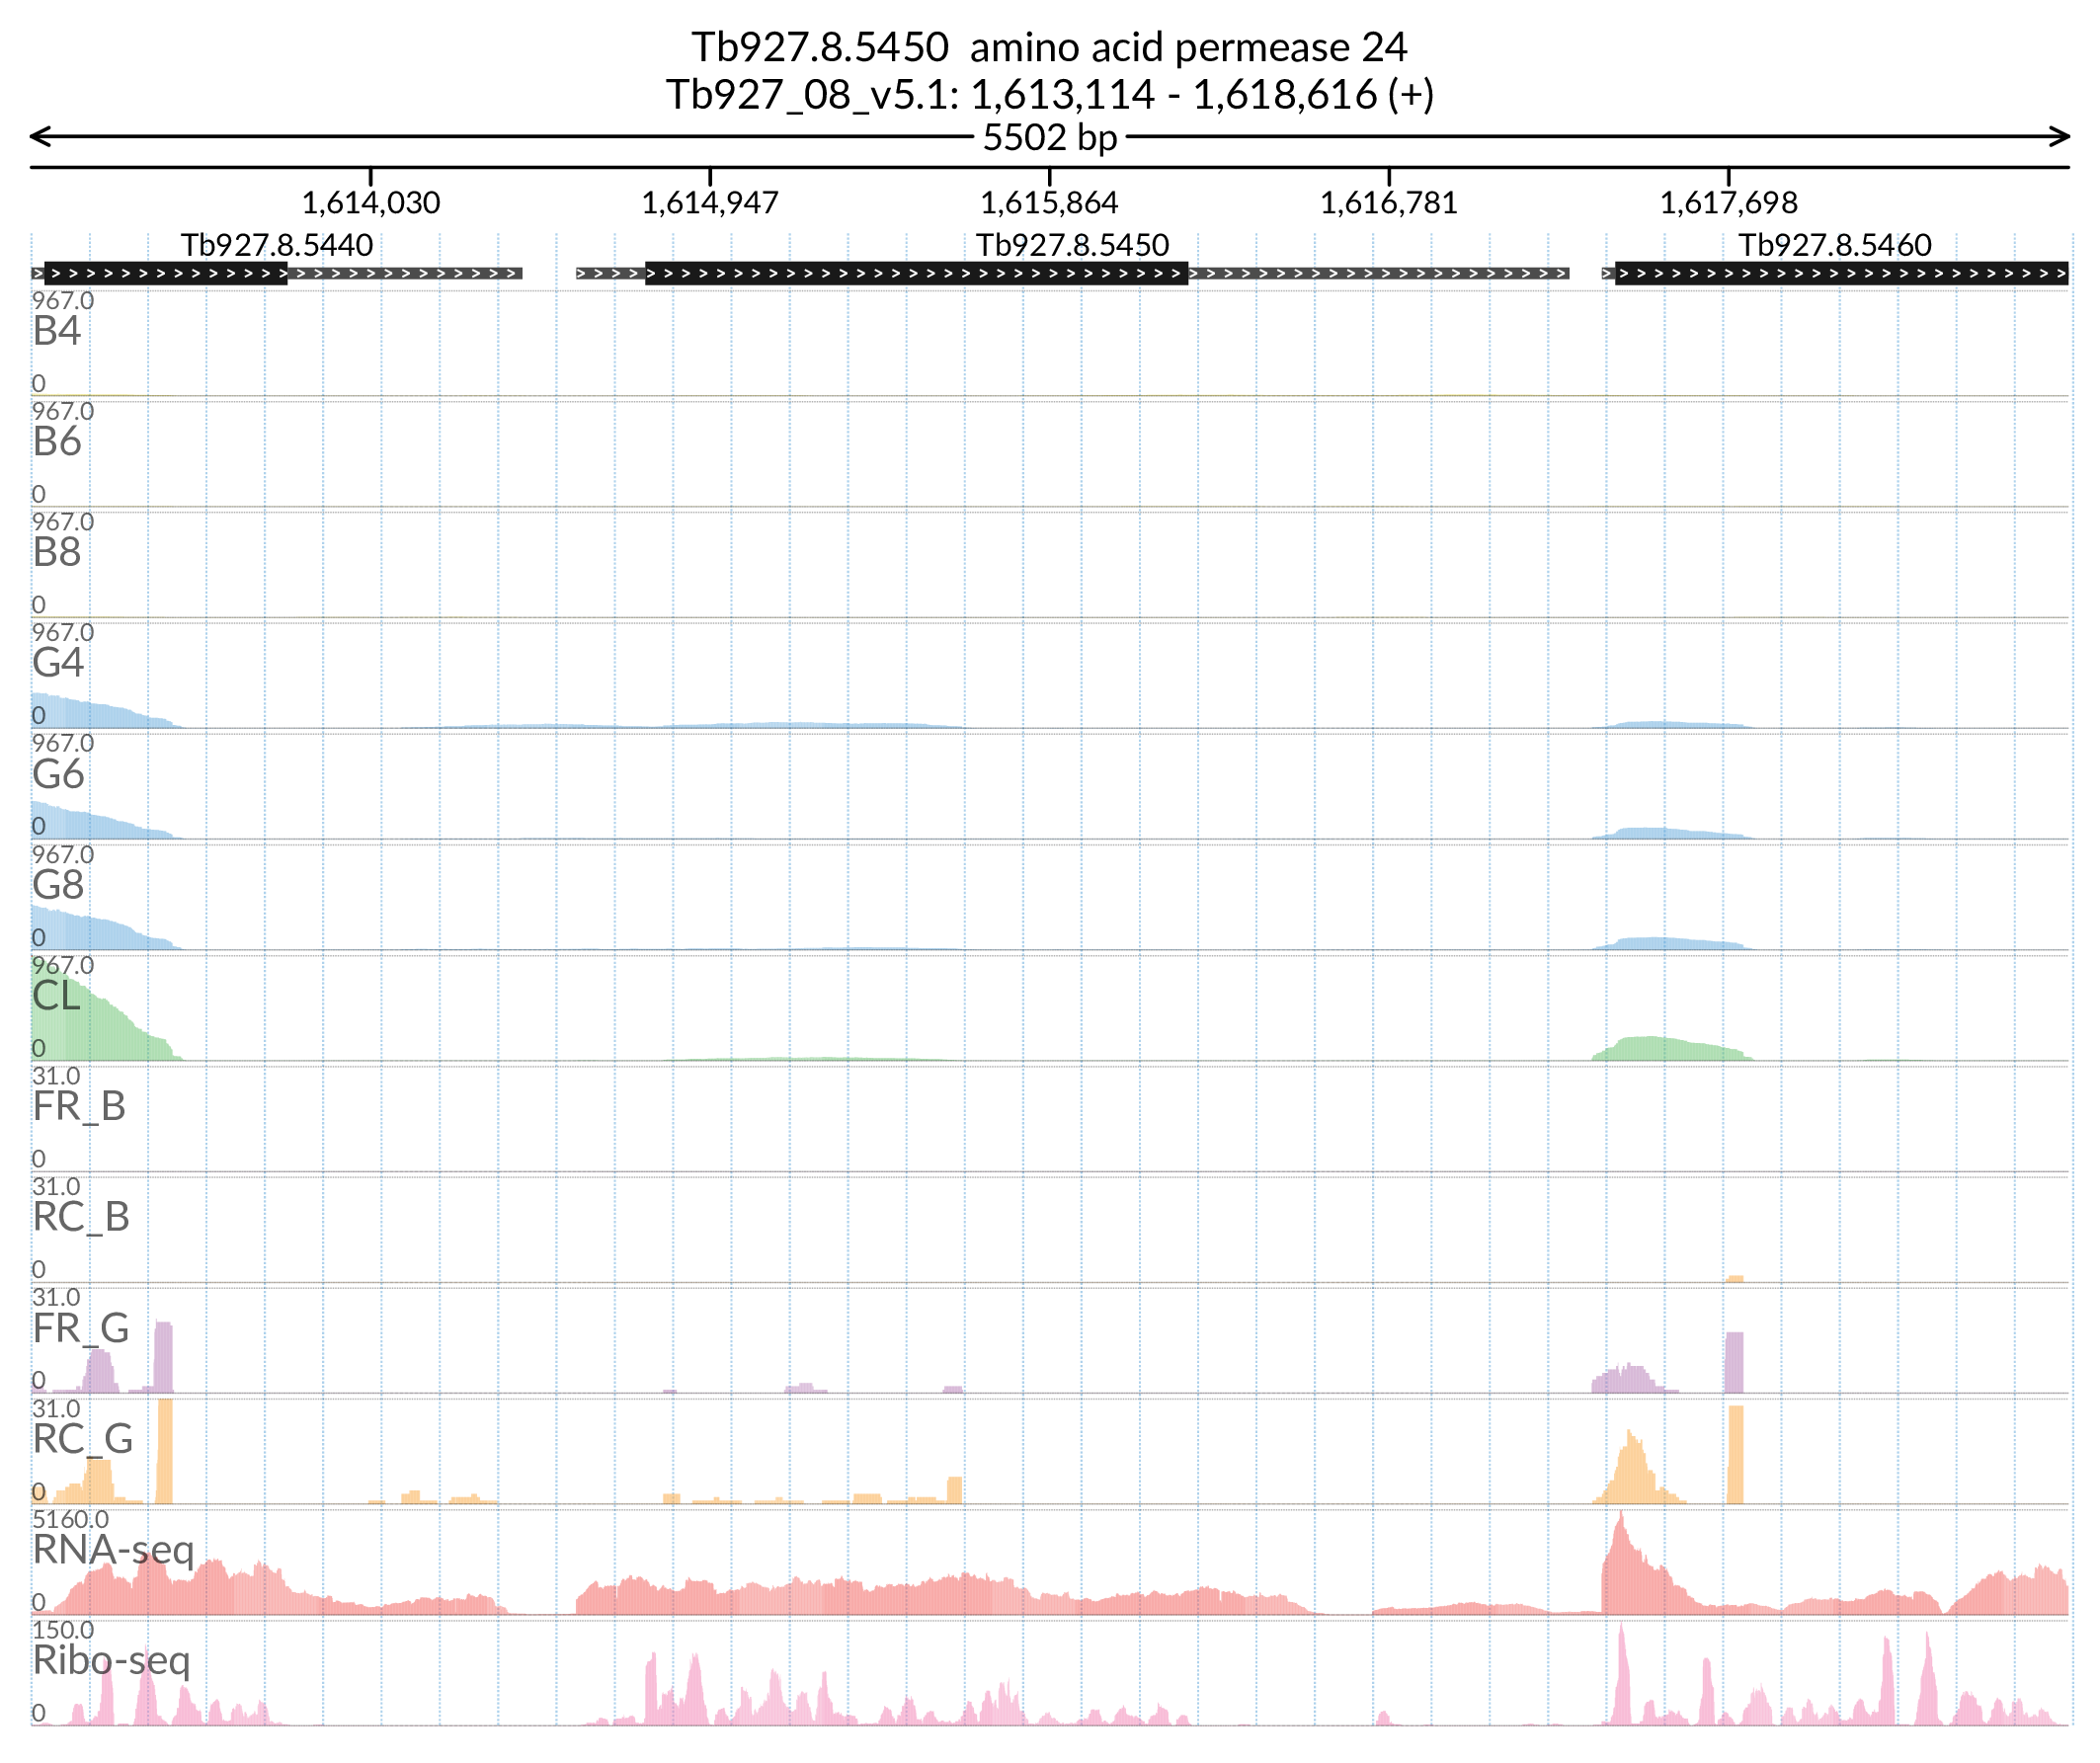 Tb927.8.5450 amino acid permease 24
Tb927_08_v5.1: 1,613,114 - 1,618,616 (+)
5502 bp
1,614,030 1,614,947 1,615,864 1,616,781 1,617,698
Tb927.8.5440 Tb927.8.5450 Tb927.8.5460
967.0
B4
0
967.0
B6
0
967.0
B8
0
967.0
G4
0
967.0
G6
0
967.0
G8
0
967.0
CL
0
31.0
FR_B
0
31.0
RC_B
0
31.0
FR_G
0
31.0
RC_G
0
5160.0
RNA-seq
0
150.0
Ribo-seq
0